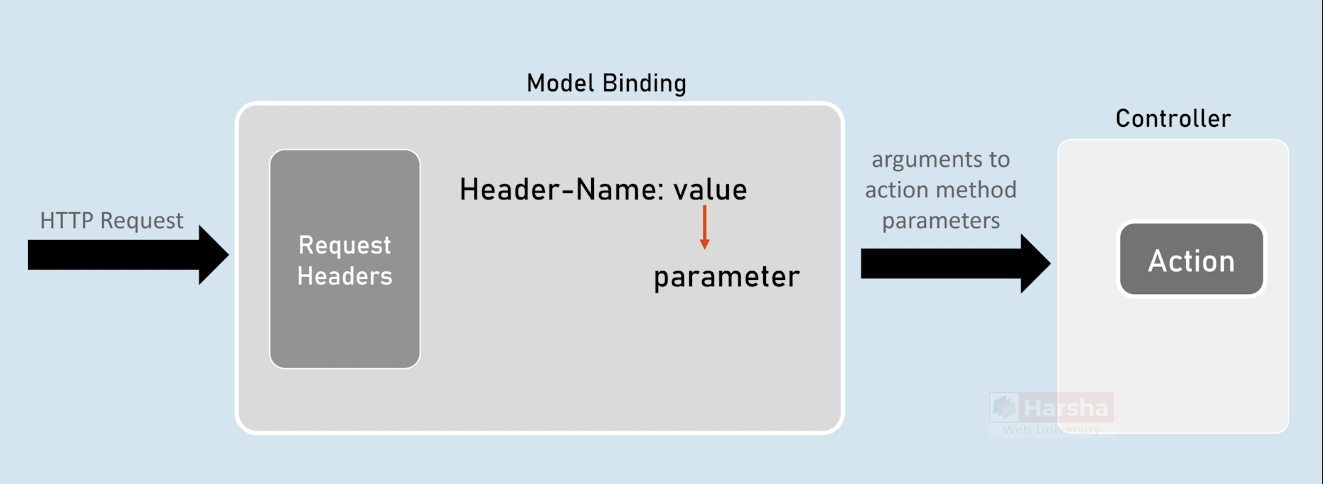 Model Binding
Controller
HTTP Request
Request
Headers
Header-Name: value
parameter
arguments to
action method
parameters
Action
Harsha
Web University